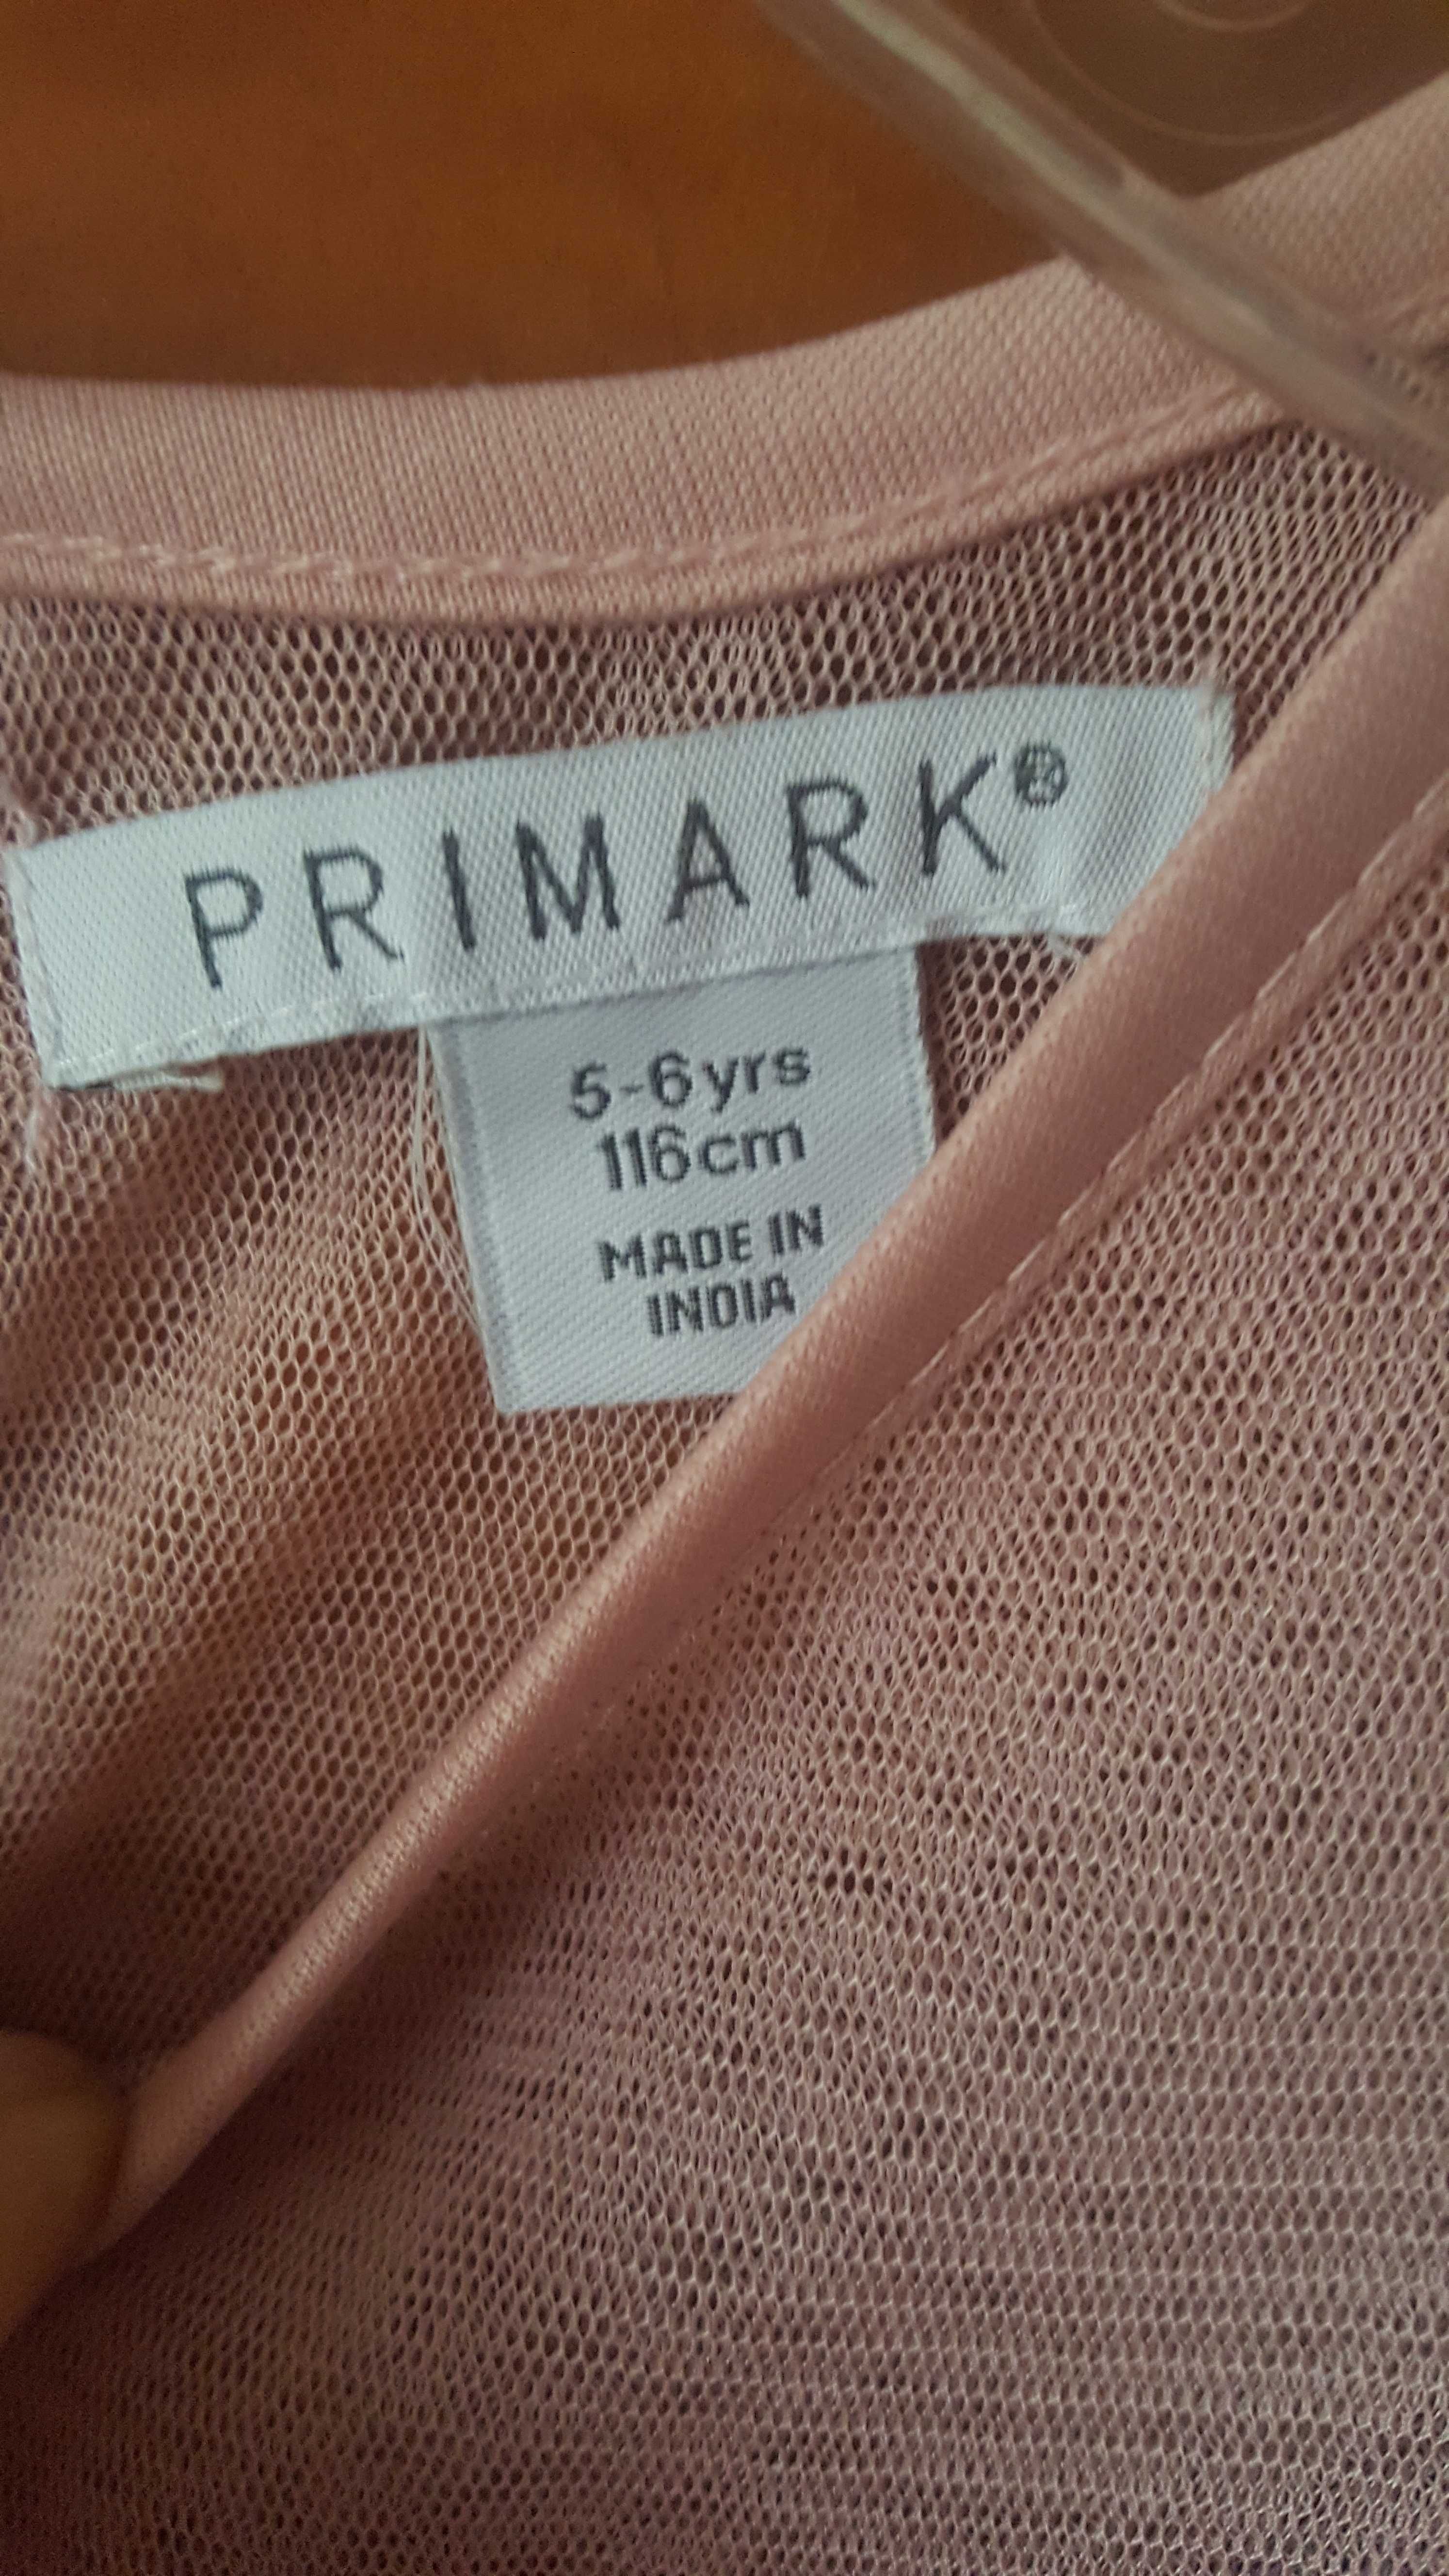 PRIMARK®
5-6yrs
116cm
MADE IN
INDIA